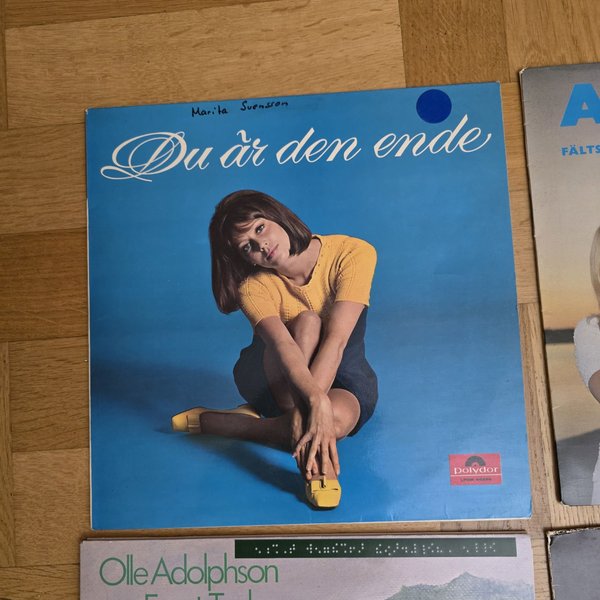 Marita Svensson
Du är den ende
A
FÄLTS
Polydor
Olle Adolphson